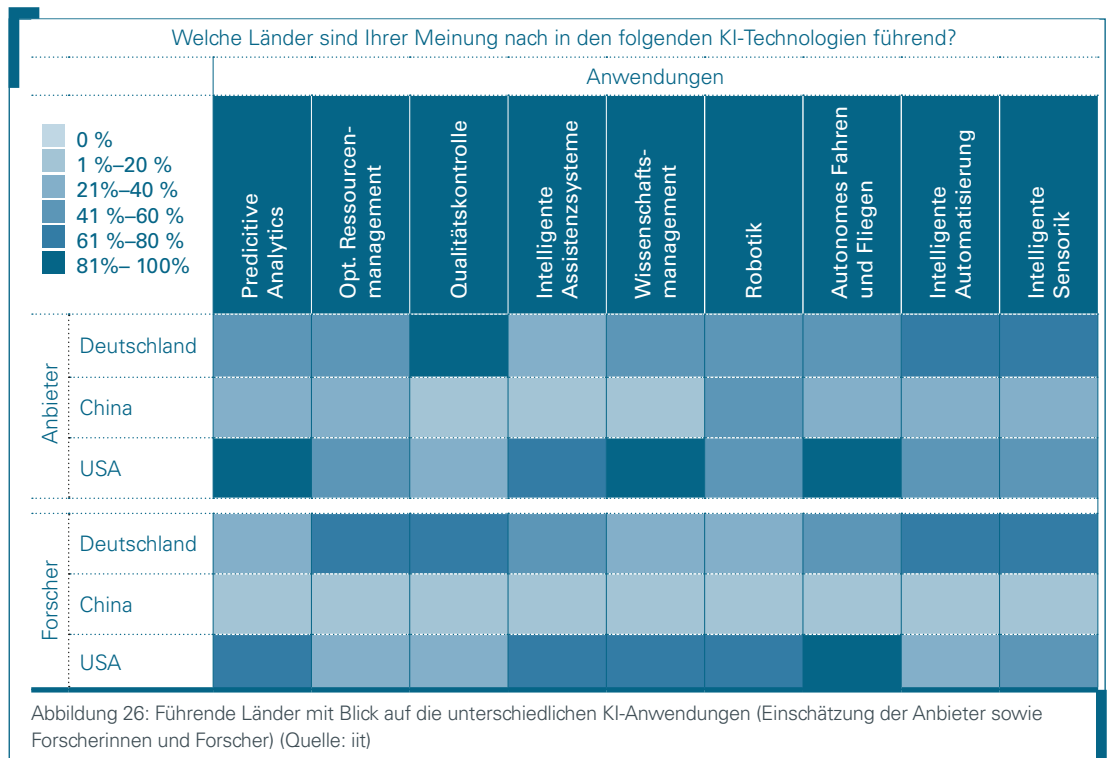 Welche Länder sind Ihrer Meinung nach in den folgenden KI-Technologien führend?
Anwendungen
0 %
1 %–20 %
21%–40 %
41 %–60 %
61 %–80 %
81%– 100%
Predicitive
Analytics
Opt. Ressourcen-
management
Qualitätskontrolle
Intelligente
Assistenzsysteme
Wissenschafts-
management
Robotik
Autonomes Fahren
und Fliegen
Intelligente
Automatisierung
Intelligente
Sensorik
Anbieter
Deutschland
China
USA
Forscher
Deutschland
China
USA
Abbildung 26: Führende Länder mit Blick auf die unterschiedlichen KI-Anwendungen (Einschätzung der Anbieter sowie
Forscherinnen und Forscher) (Quelle: iit)